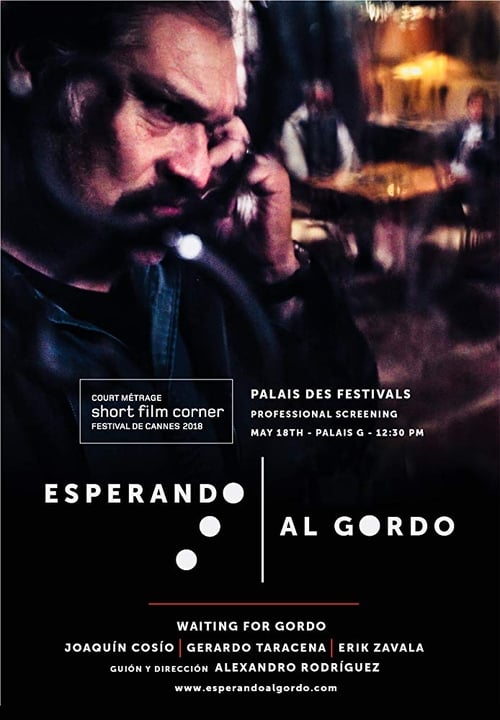 COURT MÉTRAGE
short film corner
FESTIVAL DE CANNES 2018
PALAIS DES FESTIVALS
PROFESSIONAL SCREENING
MAY 18TH - PALAIS G - 12:30 PM
ESPERANDO
AL GORDO
WAITING FOR GORDO
JOAQUÍN COSÍO | GERARDO TARACENA | ERIK ZAVALA
GUIÓN Y DIRECCIÓN ALEXANDRO RODRÍGUEZ
www.esperandoalgordo.com